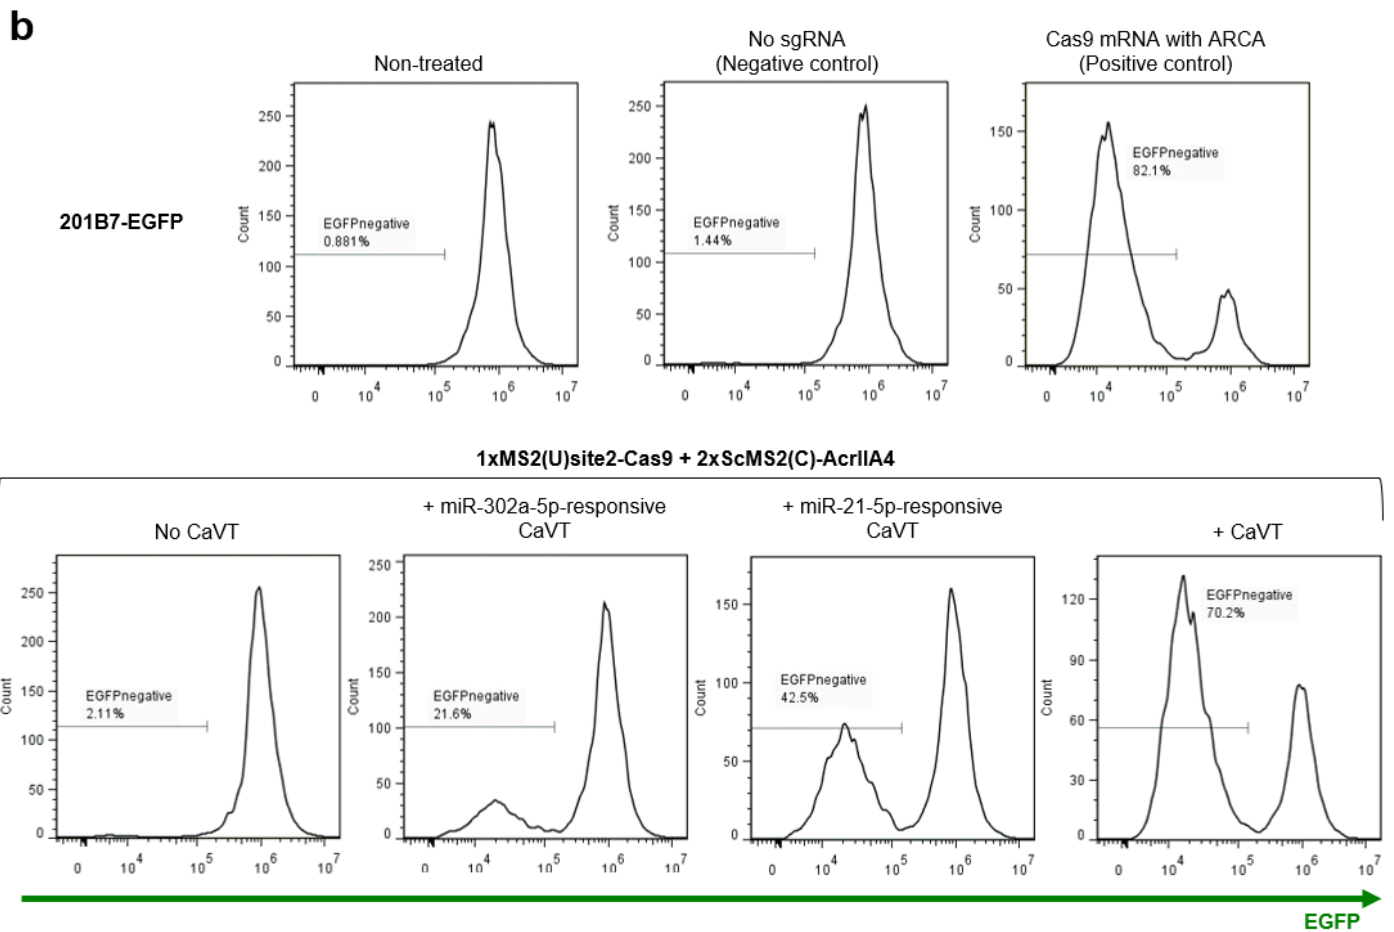 b
Non-treated
No sgRNA
(Negative control)
Cas9 mRNA with ARCA
(Positive control)
201B7-EGFP
Count
250
200
150
100
50
0
EGFPnegative
0.881%
0 10^4 10^5 10^6 10^7
Count
250
200
150
100
50
0
EGFPnegative
1.44%
0 10^4 10^5 10^6 10^7
Count
150
100
50
0
EGFPnegative
82.1%
0 10^4 10^5 10^6 10^7
1xMS2(U)site2-Cas9 + 2xScMS2(C)-AcrIIA4
No CaVT
+ miR-302a-5p-responsive
CaVT
+ miR-21-5p-responsive
CaVT
+ CaVT
Count
250
200
150
100
50
0
EGFPnegative
2.11%
0 10^4 10^5 10^6 10^7
Count
250
200
150
100
50
0
EGFPnegative
21.6%
0 10^4 10^5 10^6 10^7
Count
150
100
50
0
EGFPnegative
42.5%
0 10^4 10^5 10^6 10^7
Count
120
90
60
30
0
EGFPnegative
70.2%
0 10^4 10^5 10^6 10^7
EGFP